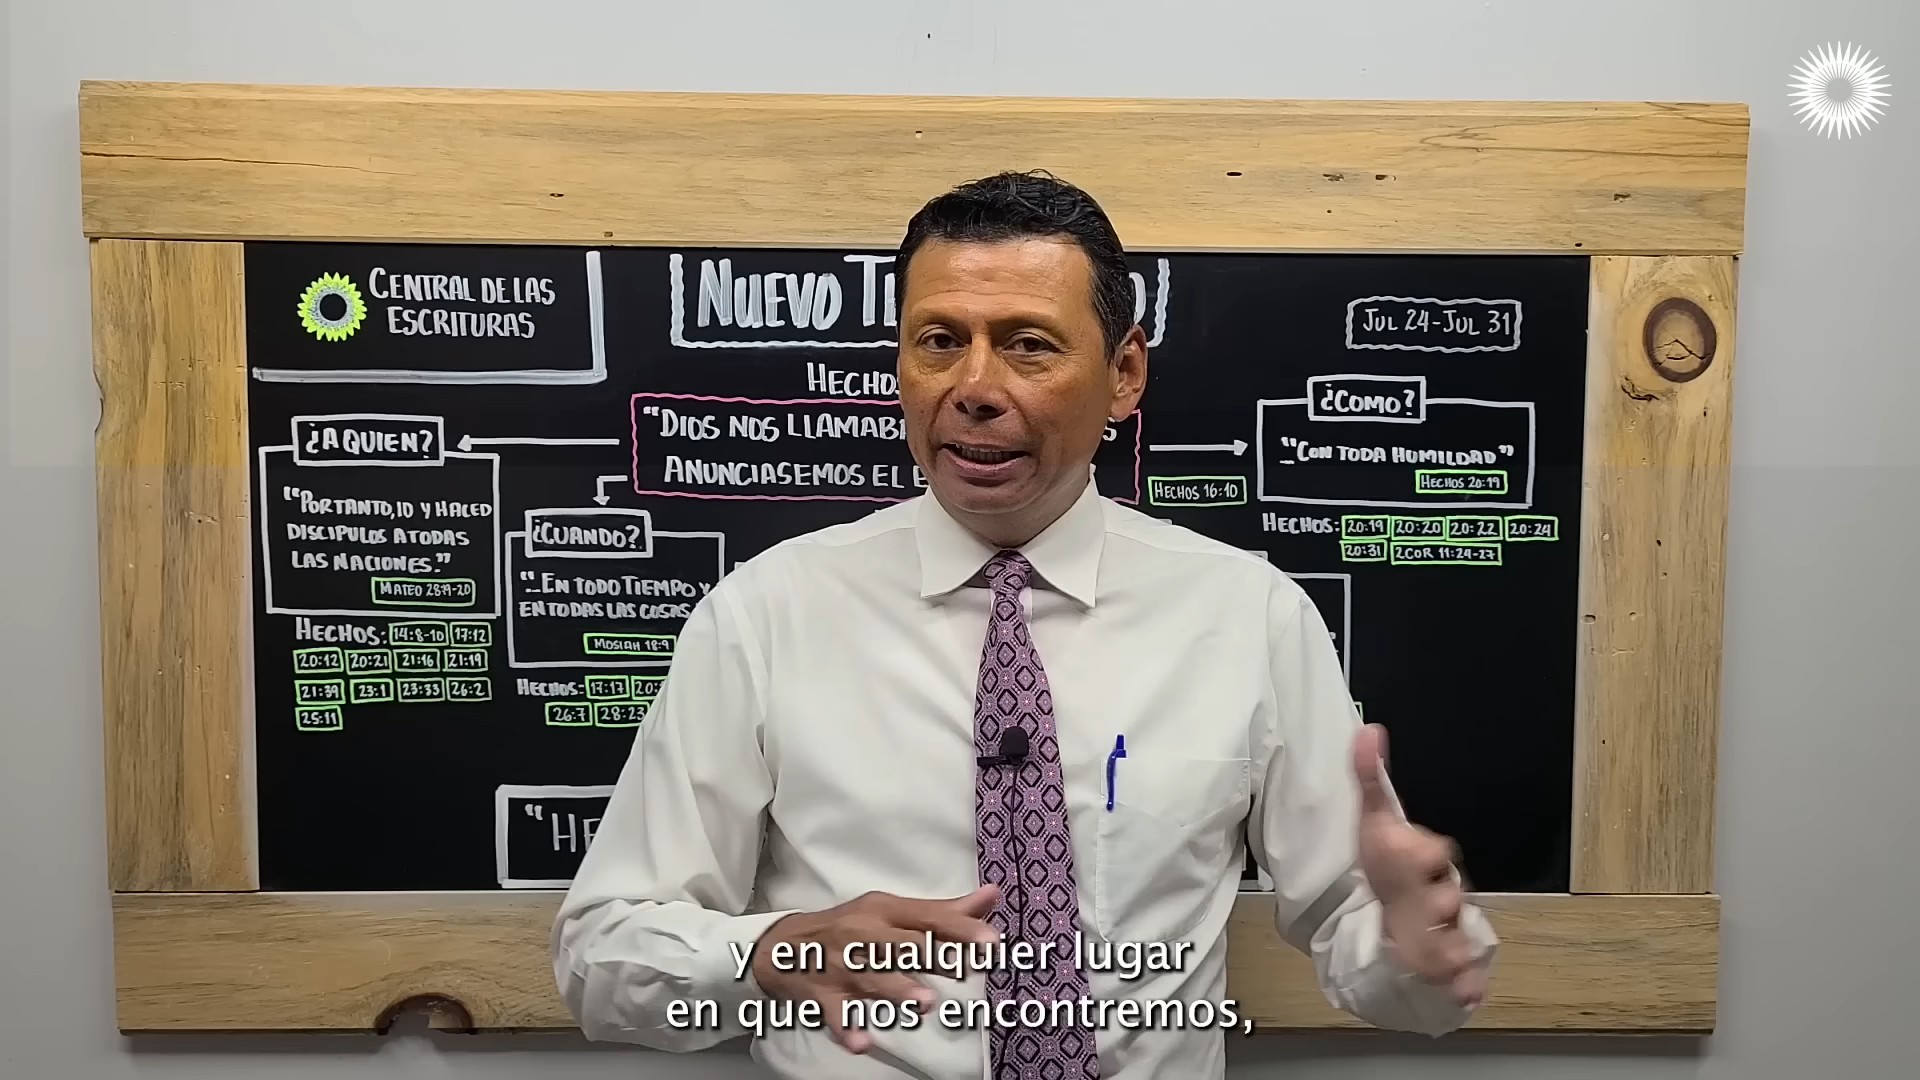 CENTRAL DE LAS
ESCRITURAS
NUEVO
JUL 24-JUL 31
HECHOS
"DIOS NOS LLAMABA
ANUNCIASEMOS EL
HECHOS 16:10
¿A QUIEN?
"POR TANTO, ID Y HACED
DISCIPULOS A TODAS
LAS NACIONES."
MATEO 28:19-20
HECHOS: 14:8-10 17:12
20:12 20:21 21:16 21:19
21:39 23:1 23:33 26:2
25:11
¿CUANDO?
"...EN TODO TIEMPO Y
EN TODAS LAS COSAS
MOSIAH 18:9
HECHOS: 17:17
26:7 28:23
¿COMO?
"...CON TODA HUMILDAD"
HECHOS 20:19
HECHOS: 20:19 20:20 20:22 20:24
20:31 2COR 11:24-27
y en cualquier lugar
en que nos encontremos,